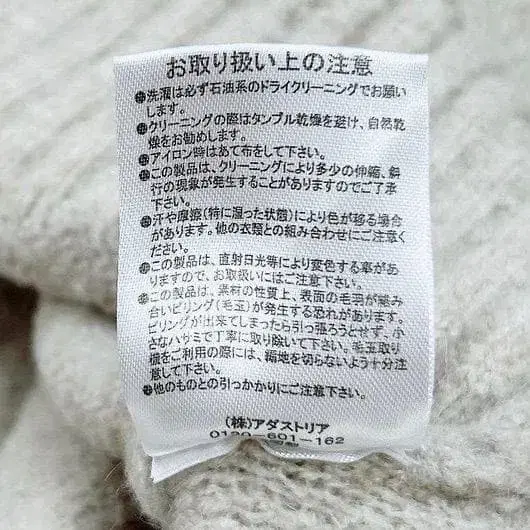 お取り扱い上の注意
●洗濯は必ず石油系のドライクリーニングでお願い
します。
●クリーニングの際はタンブル乾燥を避け、自然乾
燥をお勧めします。
●アイロン時はあて布をして下さい。
●この製品は、クリーニングにより多少の伸縮、斜
行の現象が発生することがありますのでご了承
下さい。
●汗や摩擦（特に湿った状態）により色が移る場合
があります。他の衣類との組み合わせにご注意く
ださい。
●この製品は、直射日光等により変色する事があ
りますので、お取扱いにはご注意下さい。
●この製品は、素材の性質上、表面の毛羽が絡み
合いピリング（毛玉）が発生する恐れがあります。
ピリングが出来てしまったら引っ張ろうとせず、小
さなハサミで丁寧に取り除いて下さい。毛玉取り
機をご利用の際には、編地を切らないよう十分注
意して下さい。
●他のものとの引っかかりにご注意下さい。
（株）アダストリア
0120-601-162